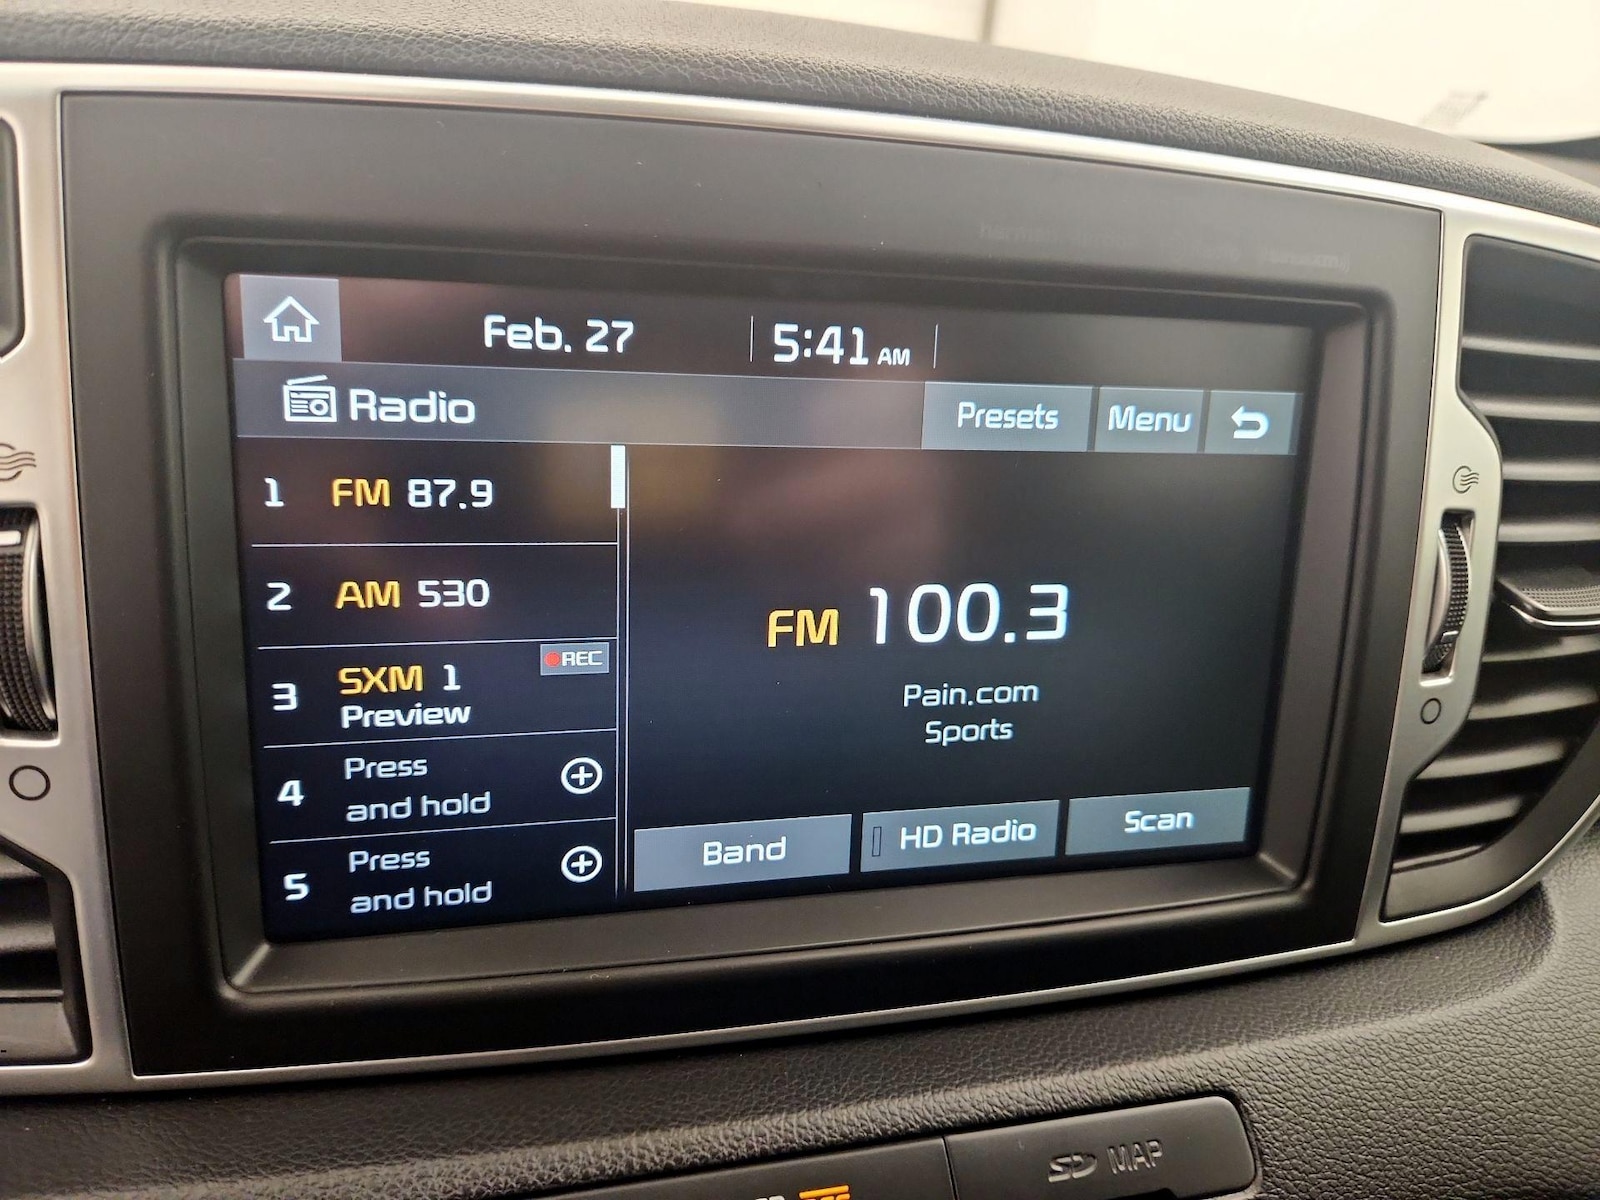 Feb. 27
5:41 AM
Radio
Presets
Menu
1 FM 87.9
2 AM 530
REC
3 SXM 1
Preview
4 Press
and hold
5 Press
and hold
FM 100.3
Pain.com
Sports
Band
HD Radio
Scan
SD MAP